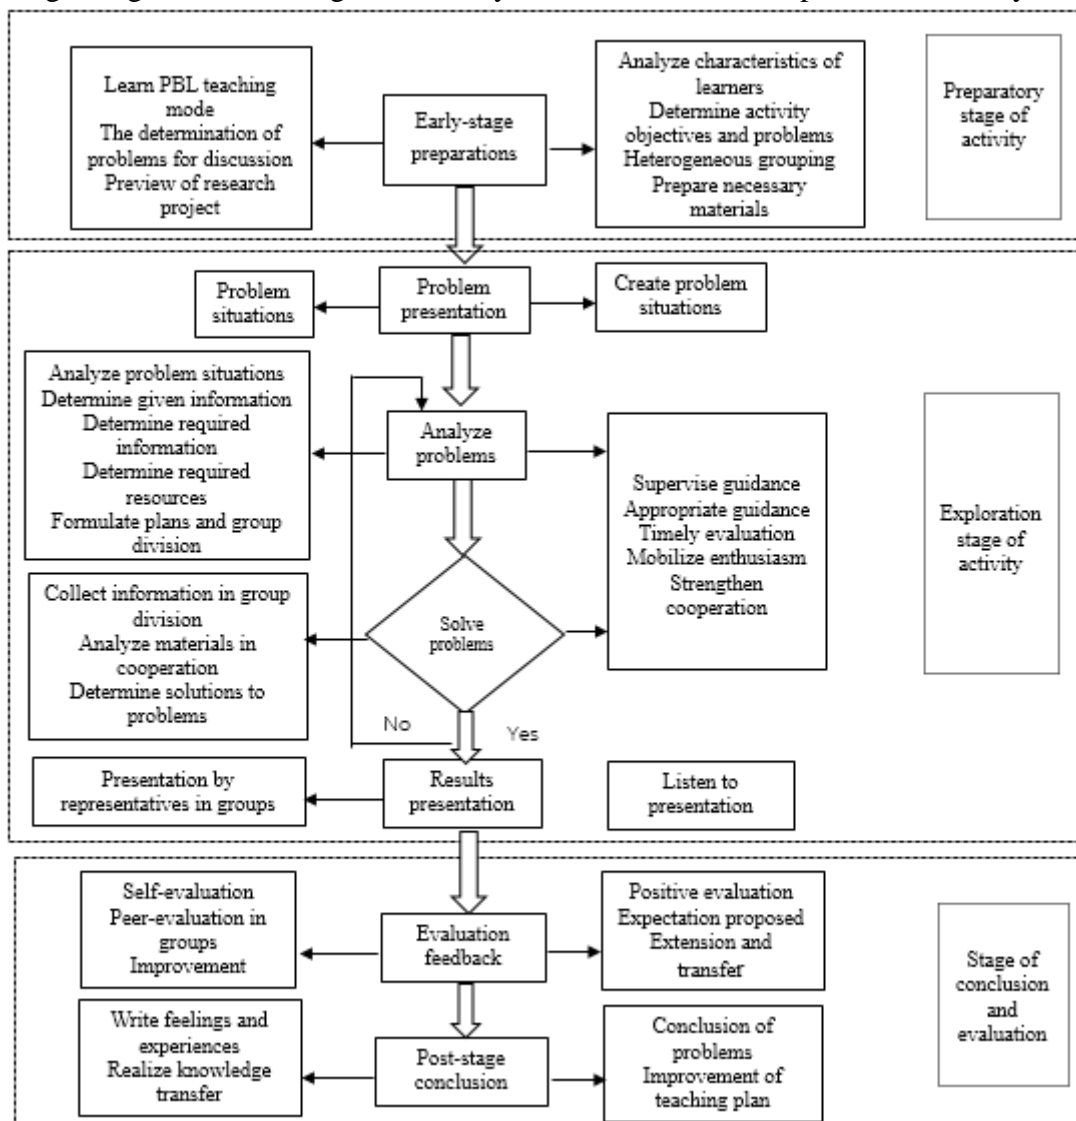 Learn PBL teaching
mode
The determination of
problems for discussion
Preview of research
project
Early-stage
preparations
Analyze characteristics of
learners
Determine activity
objectives and problems
Heterogeneous grouping
Prepare necessary
materials
Preparatory
stage of
activity
Problem
situations
Problem
presentation
Create problem
situations
Analyze problem situations
Determine given information
Determine required
information
Determine required
resources
Formulate plans and group
division
Analyze
problems
Supervise guidance
Appropriate guidance
Timely evaluation
Mobilize enthusiasm
Strengthen
cooperation
Exploration
stage of
activity
Collect information in group
division
Analyze materials in
cooperation
Determine solutions to
problems
Solve
problems
No
Yes
Presentation by
representatives in groups
Results
presentation
Listen to
presentation
Self-evaluation
Peer-evaluation in
groups
Improvement
Evaluation
feedback
Positive evaluation
Expectation proposed
Extension and
transfer
Stage of
conclusion
and
evaluation
Write feelings and
experiences
Realize knowledge
transfer
Post-stage
conclusion
Conclusion of
problems
Improvement of
teaching plan